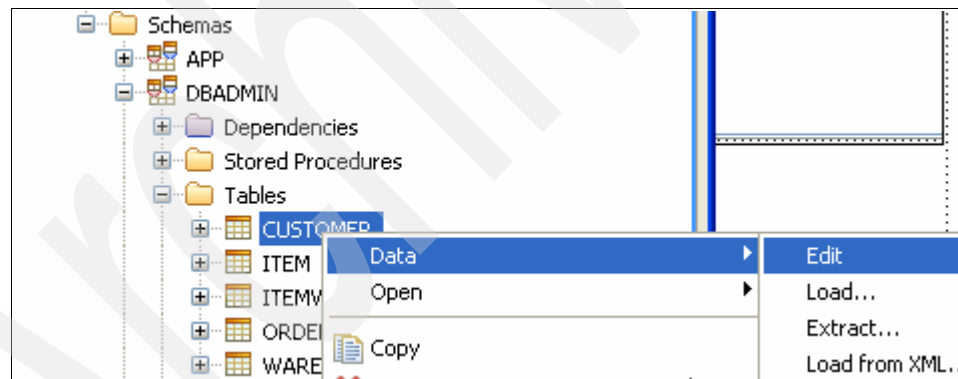 Schemas
APP
DBADMIN
Dependencies
Stored Procedures
Tables
CUSTOMER
Data
Edit
ITEM
Open
Load...
Extract...
Copy
Load from XML..